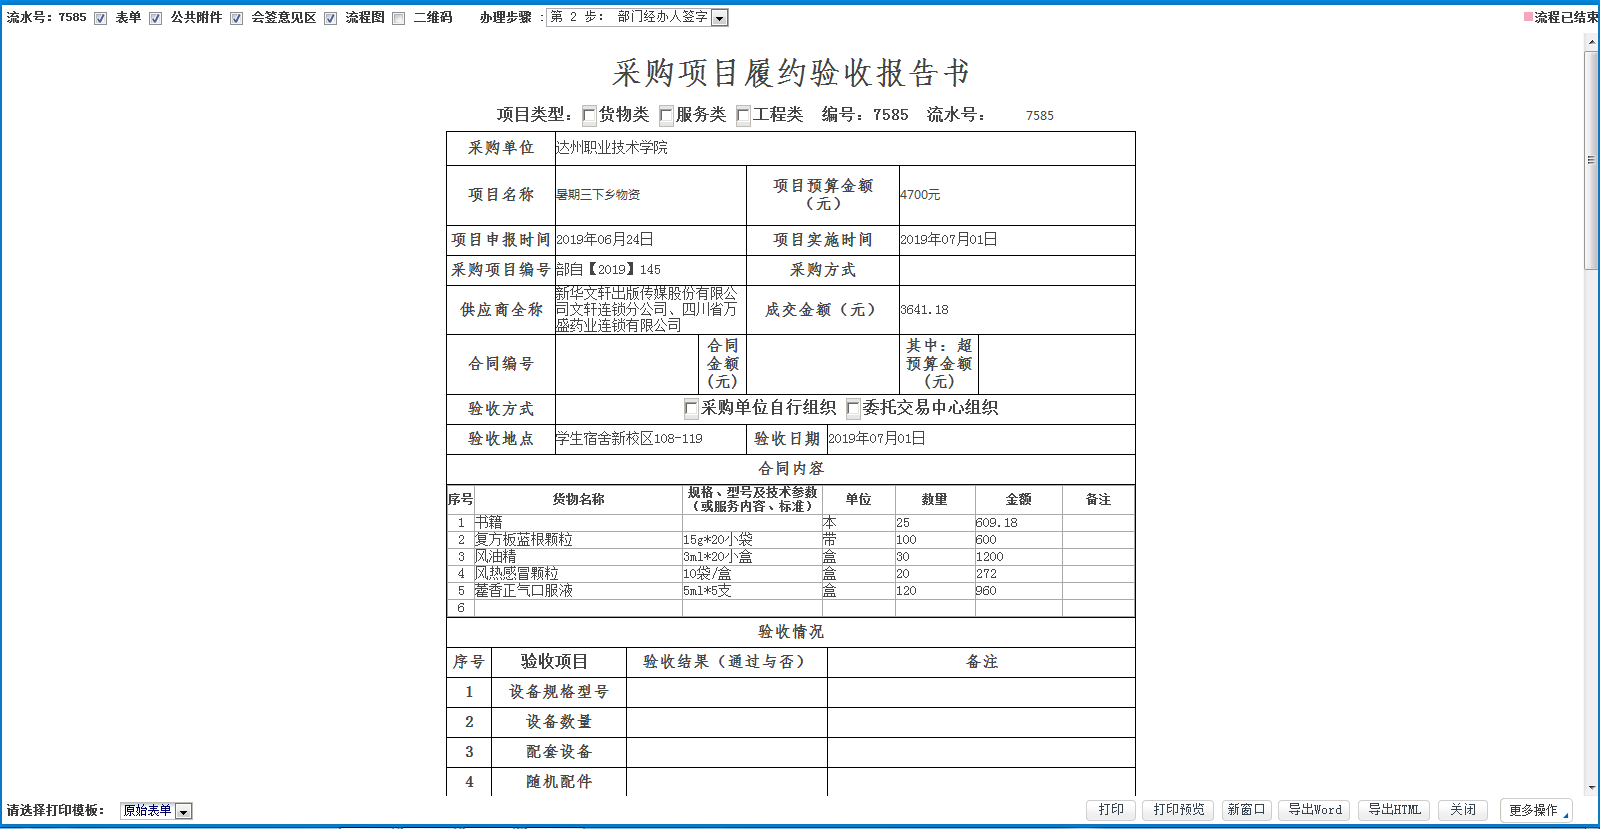 流水号：7585 表单 公共附件 会签意见区 流程图 二维码 办理步骤 ：第 2 步： 部门经办人签字 流程已结束
采购项目履约验收报告书
项目类型：货物类 服务类 工程类 编号：7585 流水号： 7585
采购单位 达州职业技术学院
项目名称 暑期三下乡物资 项目预算金额（元） 4700元
项目申报时间 2019年06月24日 项目实施时间 2019年07月01日
采购项目编号 部自【2019】145 采购方式
供应商全称 新华文轩出版传媒股份有限公司文轩连锁分公司、四川省万盛药业连锁有限公司 成交金额（元） 3641.18
合同编号 合同金额(元) 其中：超预算金额(元)
验收方式 采购单位自行组织 委托交易中心组织
验收地点 学生宿舍新校区108-119 验收日期 2019年07月01日
合同内容
序号 货物名称 规格、型号及技术参数（或服务内容、标准） 单位 数量 金额 备注
1 书籍 本 25 609.18
2 复方板蓝根颗粒 15g*20小袋 带 100 600
3 风油精 3ml*20小盒 盒 30 1200
4 风热感冒颗粒 10袋/盒 盒 20 272
5 藿香正气口服液 5ml*5支 盒 120 960
6
验收情况
序号 验收项目 验收结果（通过与否） 备注
1 设备规格型号
2 设备数量
3 配套设备
4 随机配件
请选择打印模板： 原始表单 打印 打印预览 新窗口 导出Word 导出HTML 关闭 更多操作